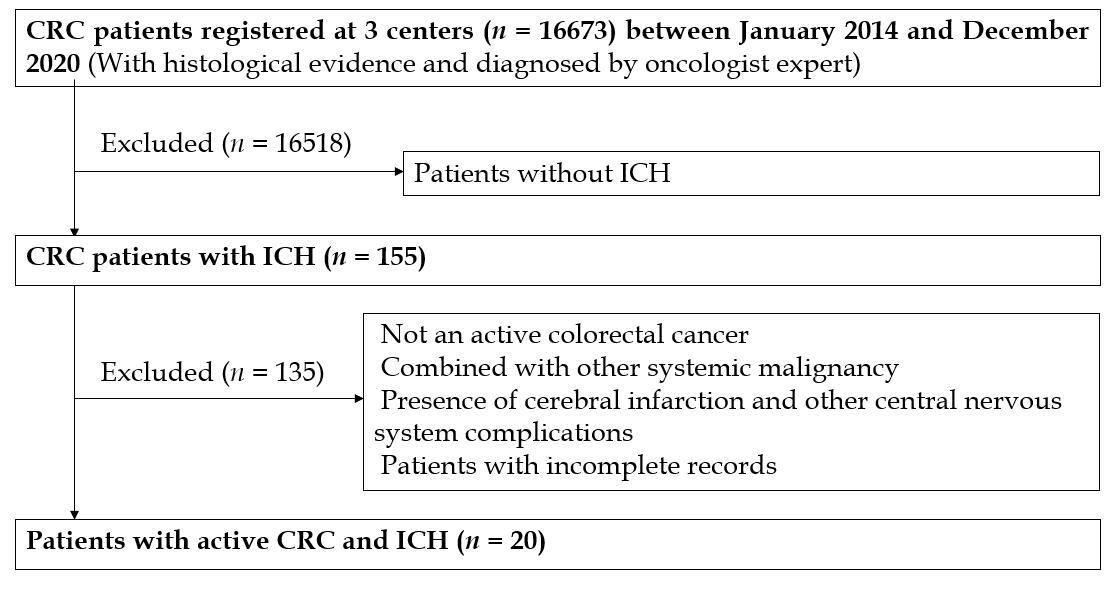 CRC patients registered at 3 centers (n = 16673) between January 2014 and December
2020 (With histological evidence and diagnosed by oncologist expert)
Excluded (n = 16518)
Patients without ICH
CRC patients with ICH (n = 155)
Excluded (n = 135)
Not an active colorectal cancer
Combined with other systemic malignancy
Presence of cerebral infarction and other central nervous
system complications
Patients with incomplete records
Patients with active CRC and ICH (n = 20)